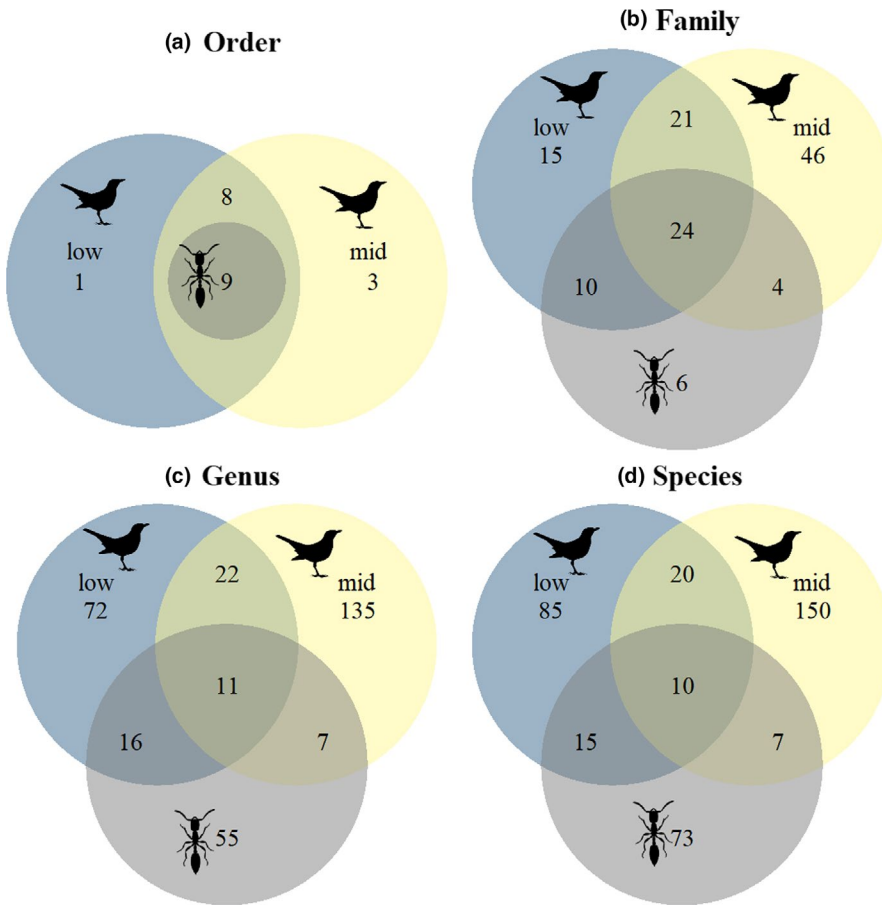 (a) Order
8
low
mid
1
9
3
(b) Family
21
low
mid
15
46
24
10
4
6
(c) Genus
22
low
mid
72
135
11
16
7
55
(d) Species
20
low
mid
85
150
10
15
7
73